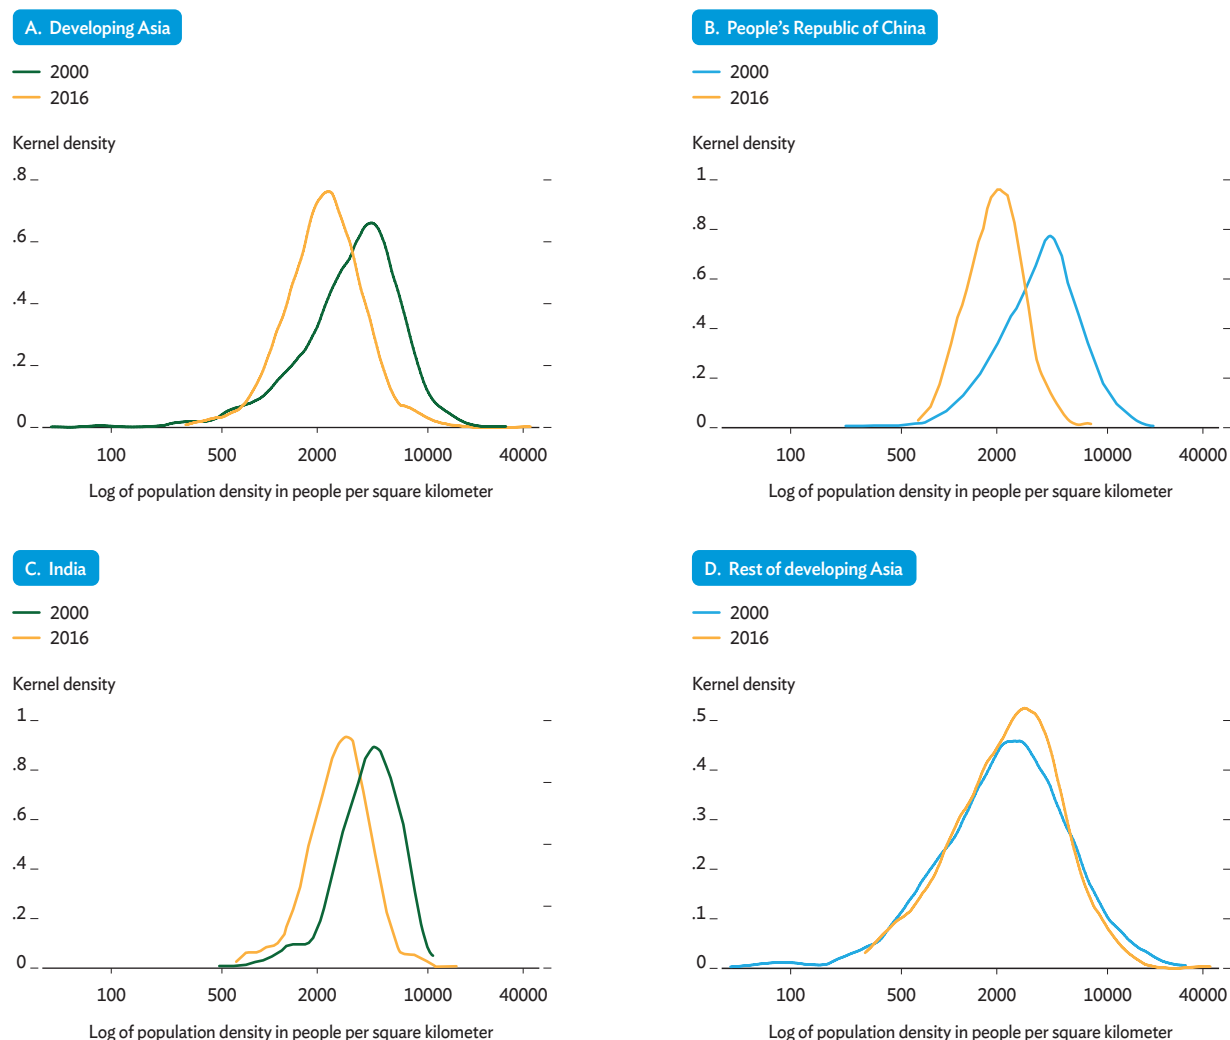 A. Developing Asia
2000
2016
Kernel density
.8
.6
.4
.2
0
100 500 2000 10000 40000
Log of population density in people per square kilometer
B. People's Republic of China
2000
2016
Kernel density
1
.8
.6
.4
.2
0
100 500 2000 10000 40000
Log of population density in people per square kilometer
C. India
2000
2016
Kernel density
1
.8
.6
.4
.2
0
100 500 2000 10000 40000
Log of population density in people per square kilometer
D. Rest of developing Asia
2000
2016
Kernel density
.5
.4
.3
.2
.1
0
100 500 2000 10000 40000
Log of population density in people per square kilometer